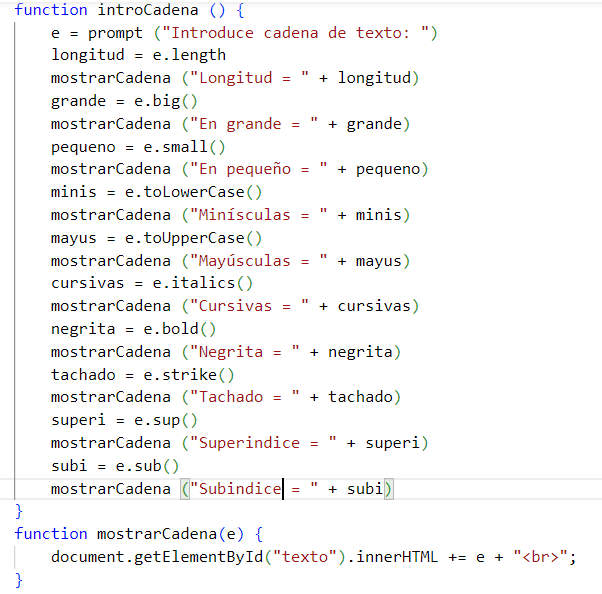 function introCadena () {
    e = prompt ("Introduce cadena de texto: ")
    longitud = e.length
    mostrarCadena ("Longitud = " + longitud)
    grande = e.big()
    mostrarCadena ("En grande = " + grande)
    pequeno = e.small()
    mostrarCadena ("En pequeño = " + pequeno)
    minis = e.toLowerCase()
    mostrarCadena ("Minísculas = " + minis)
    mayus = e.toUpperCase()
    mostrarCadena ("Mayúsculas = " + mayus)
    cursivas = e.italics()
    mostrarCadena ("Cursivas = " + cursivas)
    negrita = e.bold()
    mostrarCadena ("Negrita = " + negrita)
    tachado = e.strike()
    mostrarCadena ("Tachado = " + tachado)
    superi = e.sup()
    mostrarCadena ("Superindice = " + superi)
    subi = e.sub()
    mostrarCadena ("Subindice = " + subi)
}
function mostrarCadena(e) {
    document.getElementById("texto").innerHTML += e + "<br>";
}